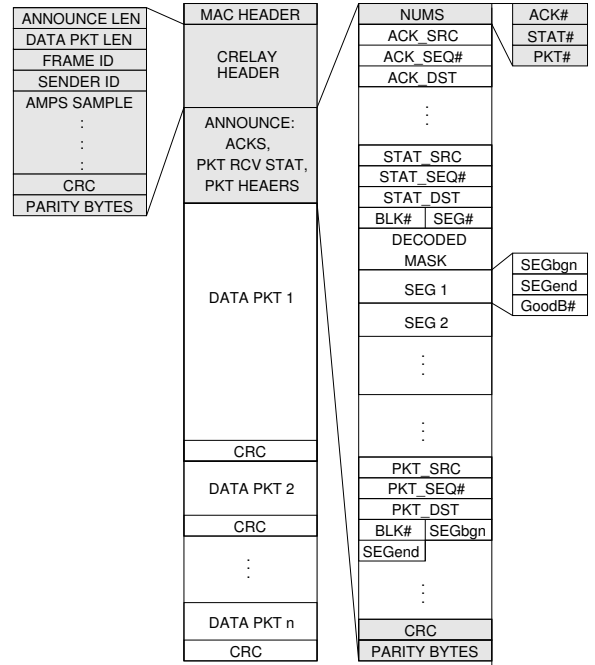 ANNOUNCE LEN
DATA PKT LEN
FRAME ID
SENDER ID
AMPS SAMPLE
:
:
:
CRC
PARITY BYTES
MAC HEADER
CRELAY
HEADER
ANNOUNCE:
ACKS,
PKT RCV STAT,
PKT HEAERS
DATA PKT 1
CRC
DATA PKT 2
CRC
:
DATA PKT n
CRC
NUMS
ACK_SRC
ACK_SEQ#
ACK_DST
:
STAT_SRC
STAT_SEQ#
STAT_DST
BLK# SEG#
DECODED
MASK
SEG 1
SEG 2
:
:
PKT_SRC
PKT_SEQ#
PKT_DST
BLK# SEGbgn
SEGend
:
CRC
PARITY BYTES
ACK#
STAT#
PKT#
SEGbgn
SEGend
GoodB#